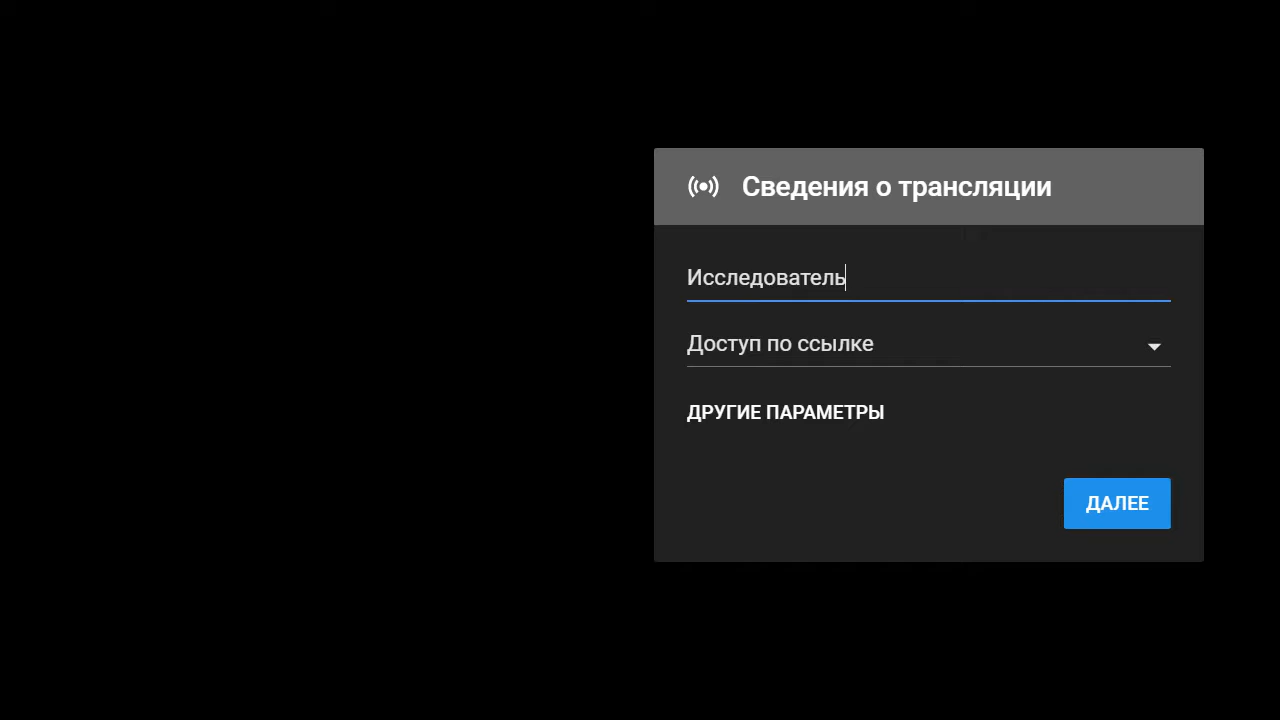 Сведения о трансляции
Исследователь
Доступ по ссылке
ДРУГИЕ ПАРАМЕТРЫ
ДАЛЕЕ